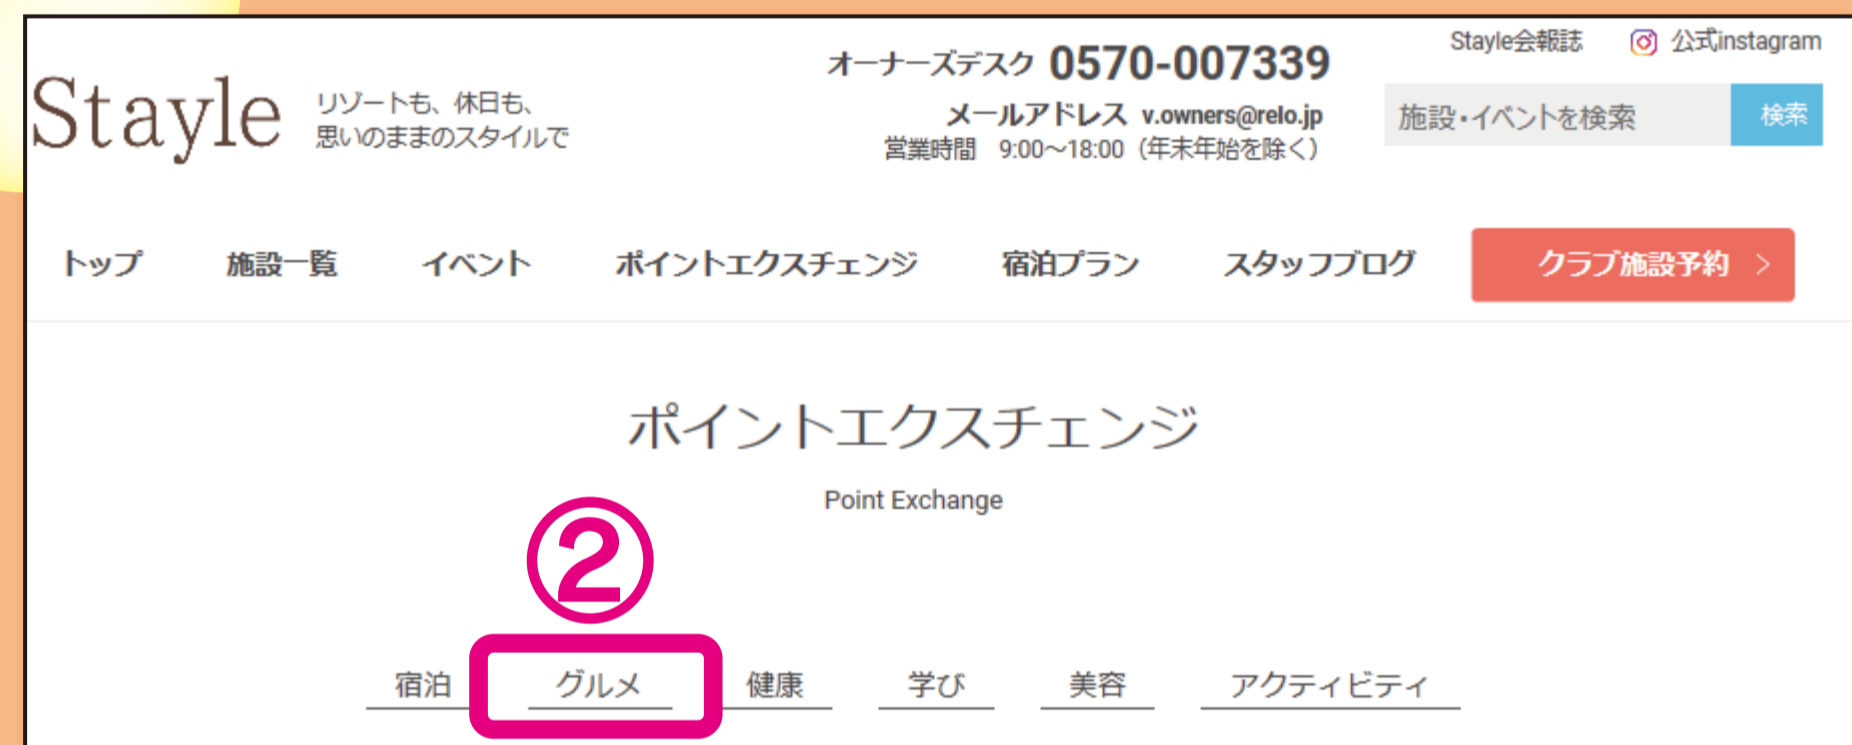 Stayle
リゾートも、休日も、
思いのままのスタイルで
オーナーズデスク 0570-007339
メールアドレス v.owners@relo.jp
営業時間 9:00～18:00（年末年始を除く）
Stayle会報誌 公式instagram
施設・イベントを検索 検索
トップ 施設一覧 イベント ポイントエクスチェンジ 宿泊プラン スタッフブログ クラブ施設予約 >
ポイントエクスチェンジ
Point Exchange
②
宿泊 グルメ 健康 学び 美容 アクティビティ